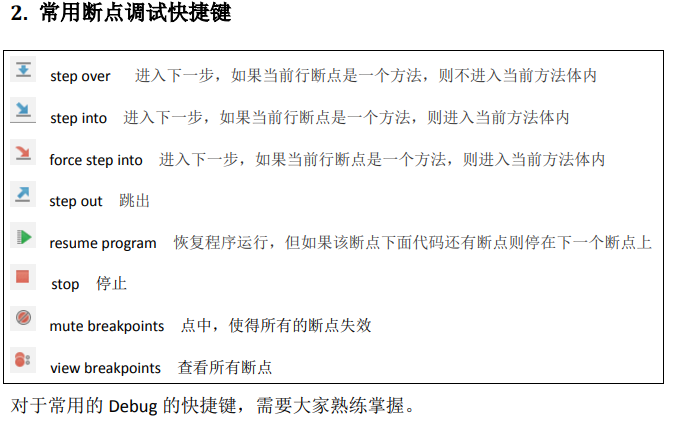 2. 常用断点调试快捷键
step over 进入下一步，如果当前行断点是一个方法，则不进入当前方法体内
step into 进入下一步，如果当前行断点是一个方法，则进入当前方法体内
force step into 进入下一步，如果当前行断点是一个方法，则进入当前方法体内
step out 跳出
resume program 恢复程序运行，但如果该断点下面代码还有断点则停在下一个断点上
stop 停止
mute breakpoints 点中，使得所有的断点失效
view breakpoints 查看所有断点
对于常用的 Debug 的快捷键，需要大家熟练掌握。